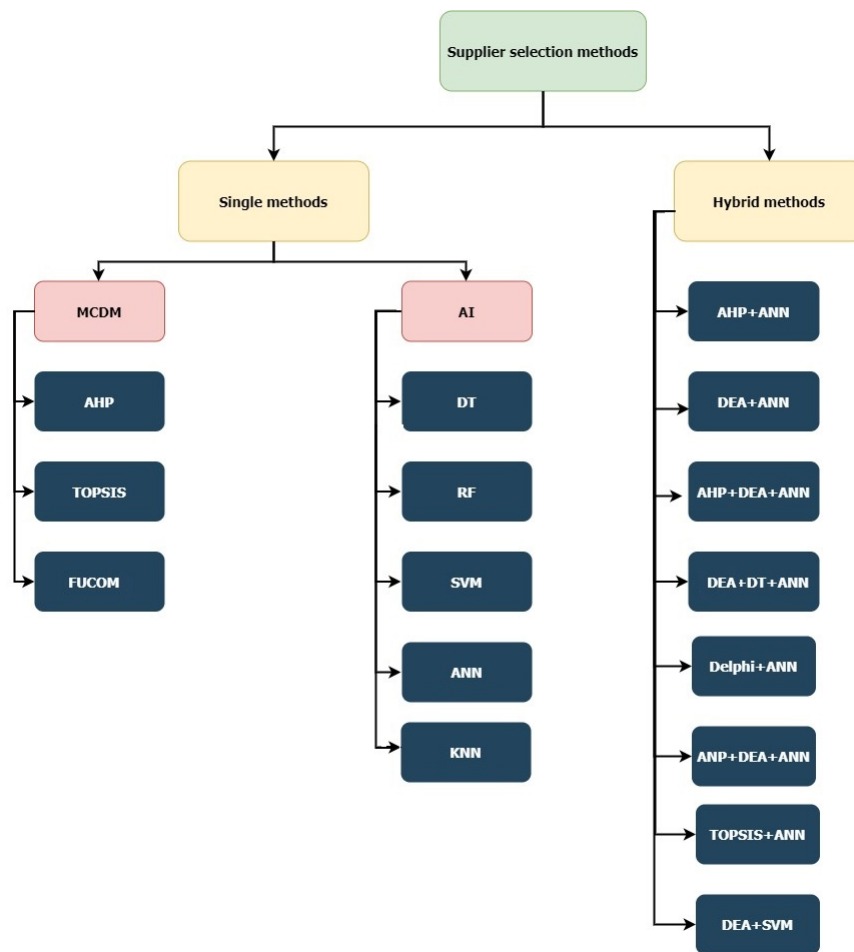 Supplier selection methods
Single methods
Hybrid methods
MCDM
AI
AHP
TOPSIS
FUCOM
DT
RF
SVM
ANN
KNN
AHP+ANN
DEA+ANN
AHP+DEA+ANN
DEA+DT+ANN
Delphi+ANN
ANP+DEA+ANN
TOPSIS+ANN
DEA+SVM